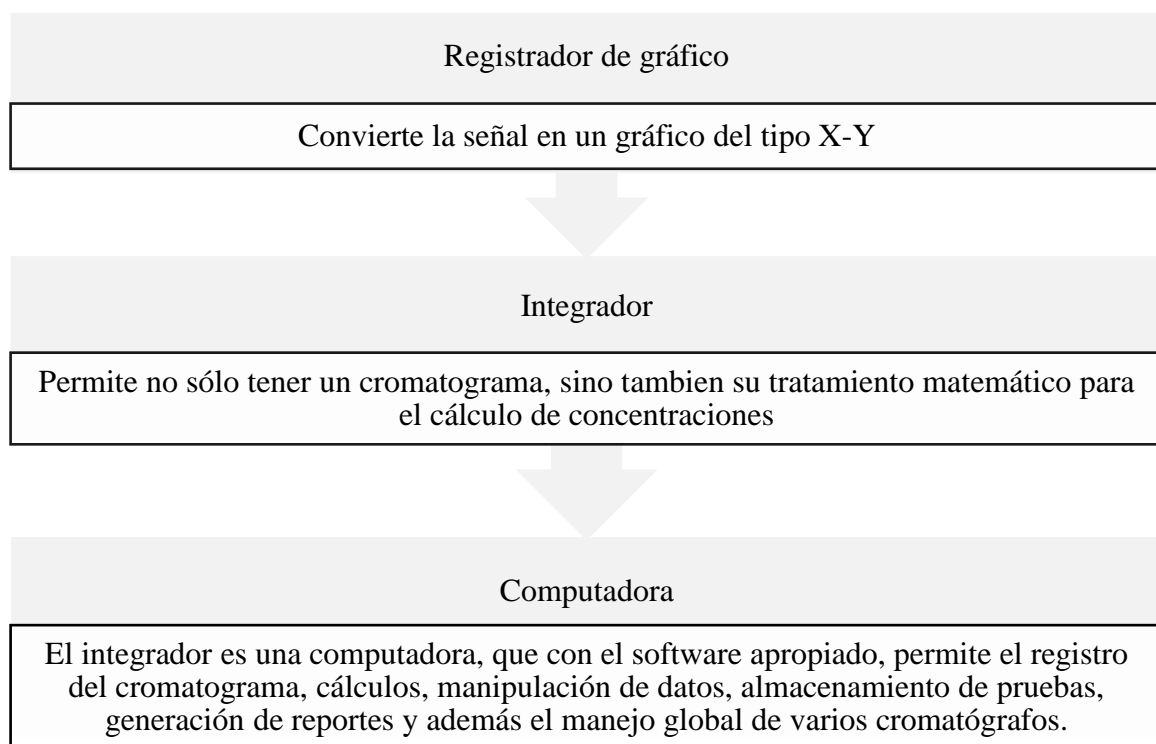 Registrador de gráfico
Convierte la señal en un gráfico del tipo X-Y
Integrador
Permite no sólo tener un cromatograma, sino tambien su tratamiento matemático para
el cálculo de concentraciones
Computadora
El integrador es una computadora, que con el software apropiado, permite el registro
del cromatograma, cálculos, manipulación de datos, almacenamiento de pruebas,
generación de reportes y además el manejo global de varios cromatógrafos.